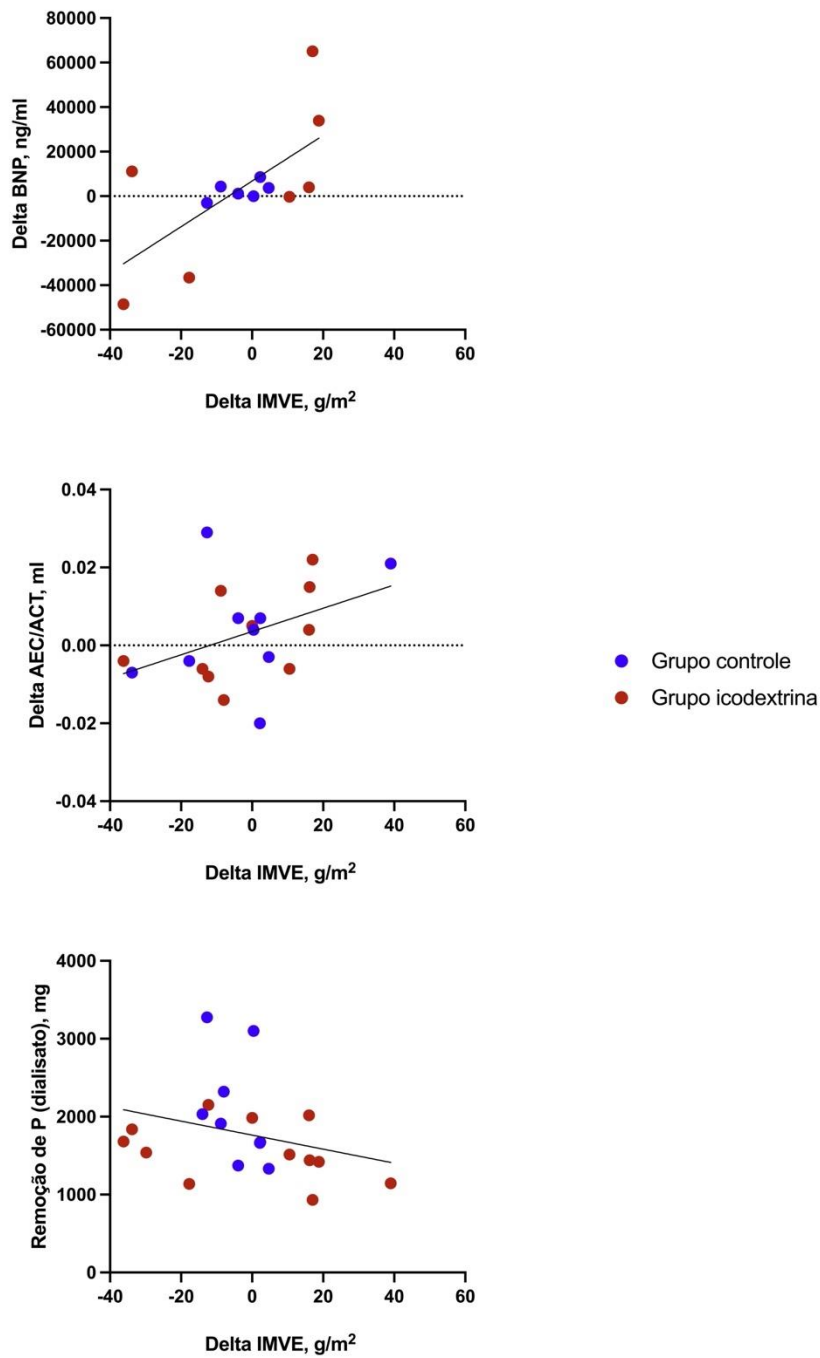 80000
60000
40000
20000
0
-20000
-40000
-60000
Delta BNP, ng/ml
-40 -20 0 20 40 60
Delta IMVE, g/m²
0.04
0.02
0.00
-0.02
-0.04
Delta AEC/ACT, ml
-40 -20 0 20 40 60
Delta IMVE, g/m²
Grupo controle
Grupo icodextrina
4000
3000
2000
1000
0
Remoção de P (dialisato), mg
-40 -20 0 20 40 60
Delta IMVE, g/m²